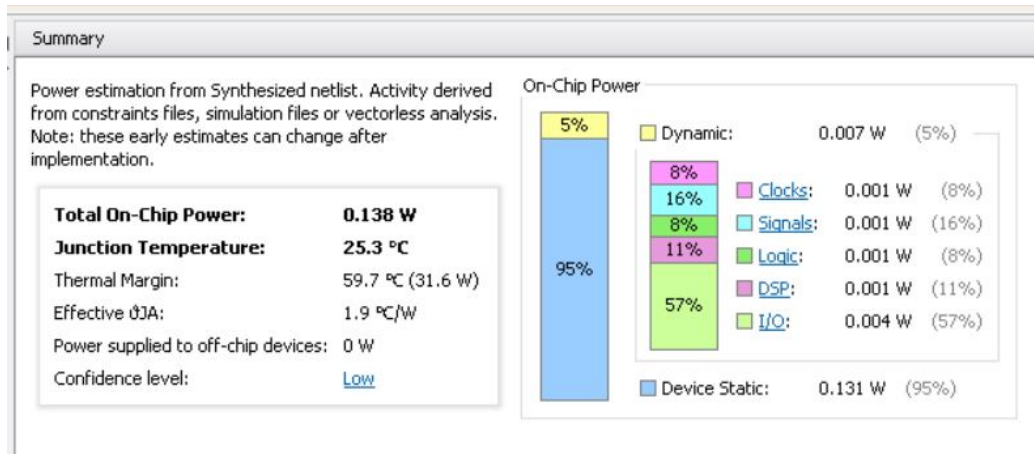 Summary
Power estimation from Synthesized netlist. Activity derived
from constraints files, simulation files or vectorless analysis.
Note: these early estimates can change after
implementation.
Total On-Chip Power: 0.138 W
Junction Temperature: 25.3 °C
Thermal Margin: 59.7 °C (31.6 W)
Effective ϑJA: 1.9 °C/W
Power supplied to off-chip devices: 0 W
Confidence level: Low
On-Chip Power
5%
95%
Dynamic: 0.007 W (5%)
8%
16%
8%
11%
57%
Clocks: 0.001 W (8%)
Signals: 0.001 W (16%)
Logic: 0.001 W (8%)
DSP: 0.001 W (11%)
I/O: 0.004 W (57%)
Device Static: 0.131 W (95%)